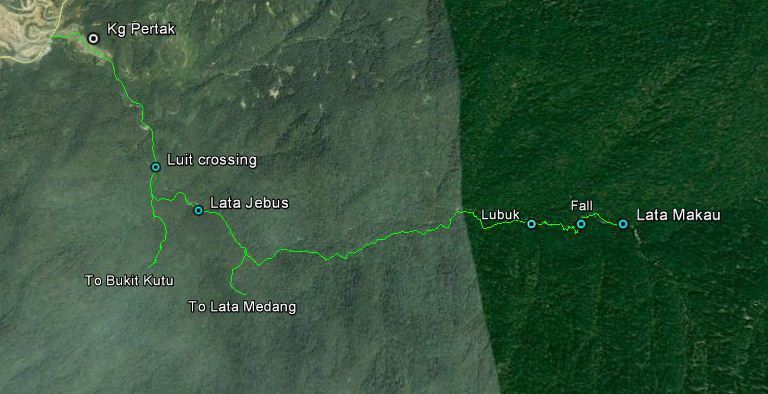 Kg Pertak
Luit crossing
Lata Jebus
Lubuk
Fall
Lata Makau
To Bukit Kutu
To Lata Medang